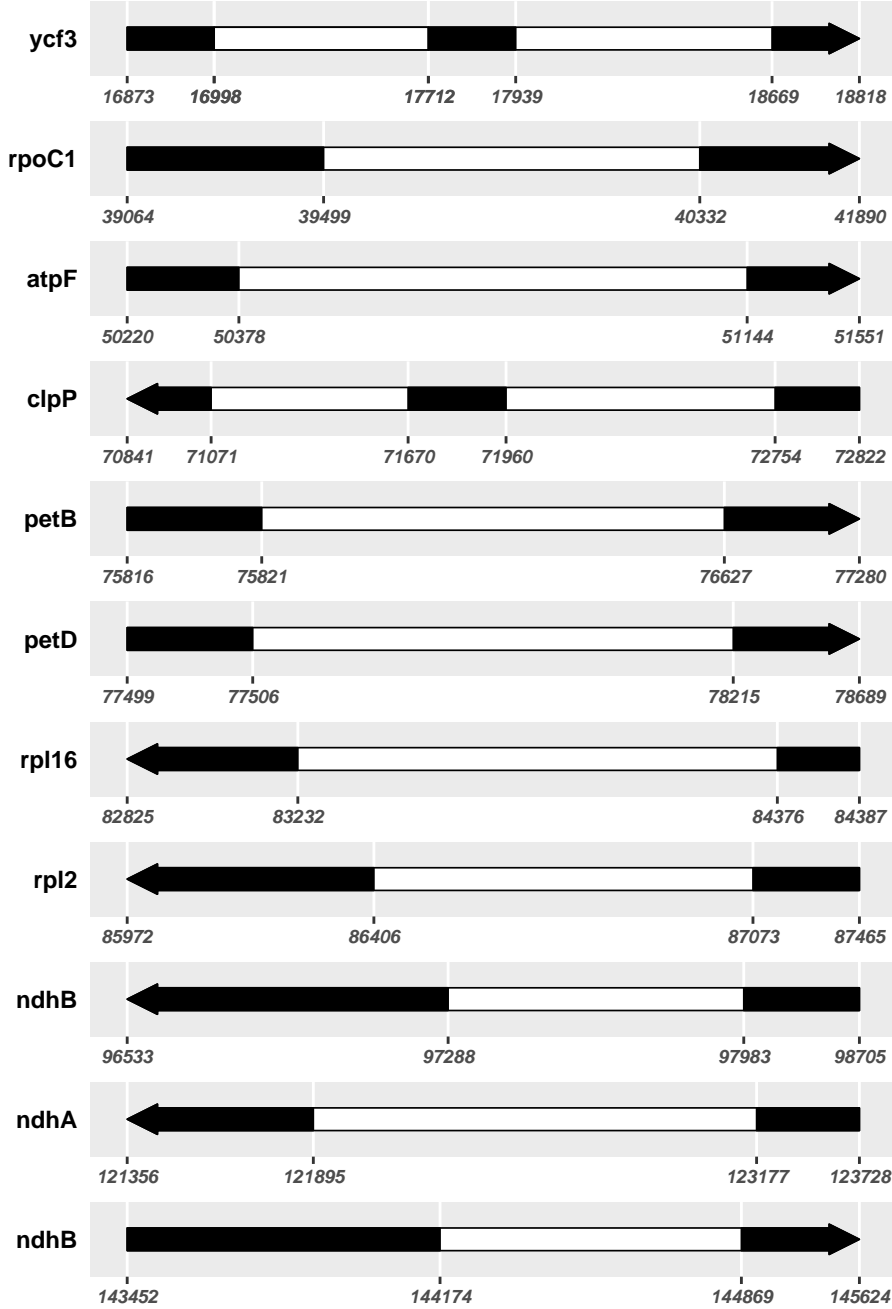 ycf3
16873 16998 17712 17939 18669 18818
rpoC1
39064 39499 40332 41890
atpF
50220 50378 51144 51551
clpP
70841 71071 71670 71960 72754 72822
petB
75816 75821 76627 77280
petD
77499 77506 78215 78689
rpl16
82825 83232 84376 84387
rpl2
85972 86406 87073 87465
ndhB
96533 97288 97983 98705
ndhA
121356 121895 123177 123728
ndhB
143452 144174 144869 145624